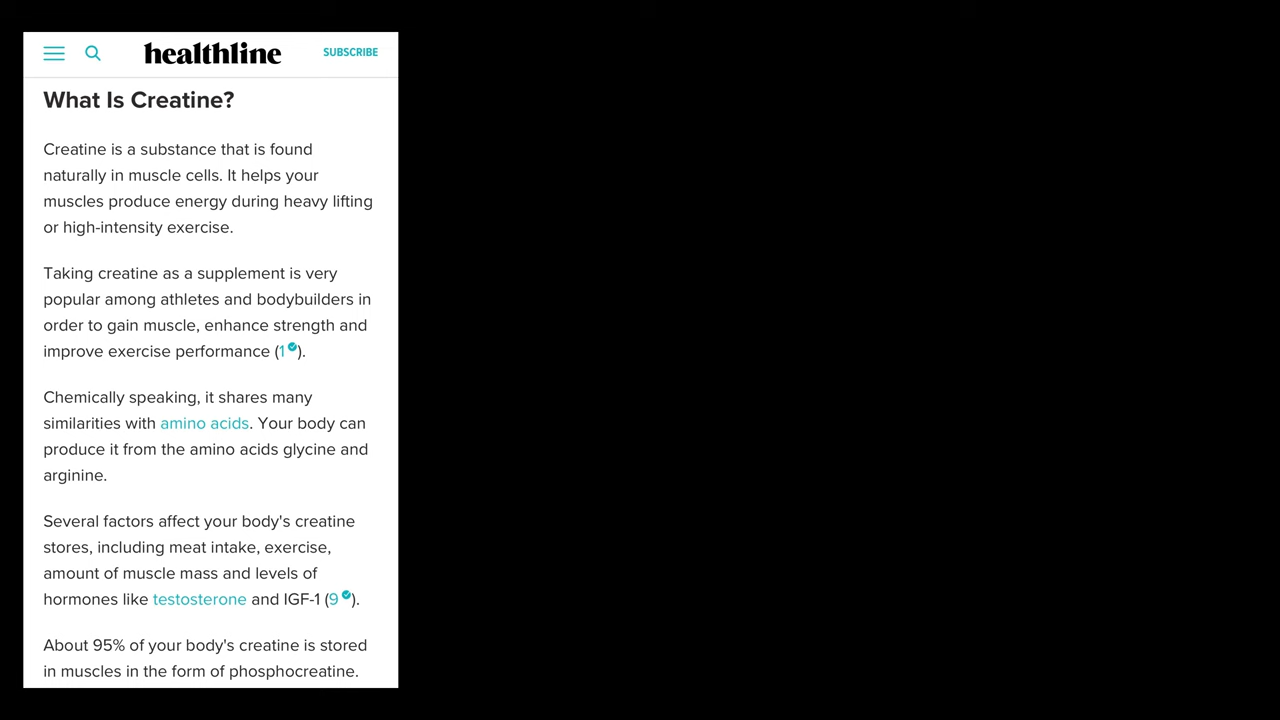 healthline
SUBSCRIBE
What Is Creatine?
Creatine is a substance that is found
naturally in muscle cells. It helps your
muscles produce energy during heavy lifting
or high-intensity exercise.
Taking creatine as a supplement is very
popular among athletes and bodybuilders in
order to gain muscle, enhance strength and
improve exercise performance (1).
Chemically speaking, it shares many
similarities with amino acids. Your body can
produce it from the amino acids glycine and
arginine.
Several factors affect your body's creatine
stores, including meat intake, exercise,
amount of muscle mass and levels of
hormones like testosterone and IGF-1 (9).
About 95% of your body's creatine is stored
in muscles in the form of phosphocreatine.